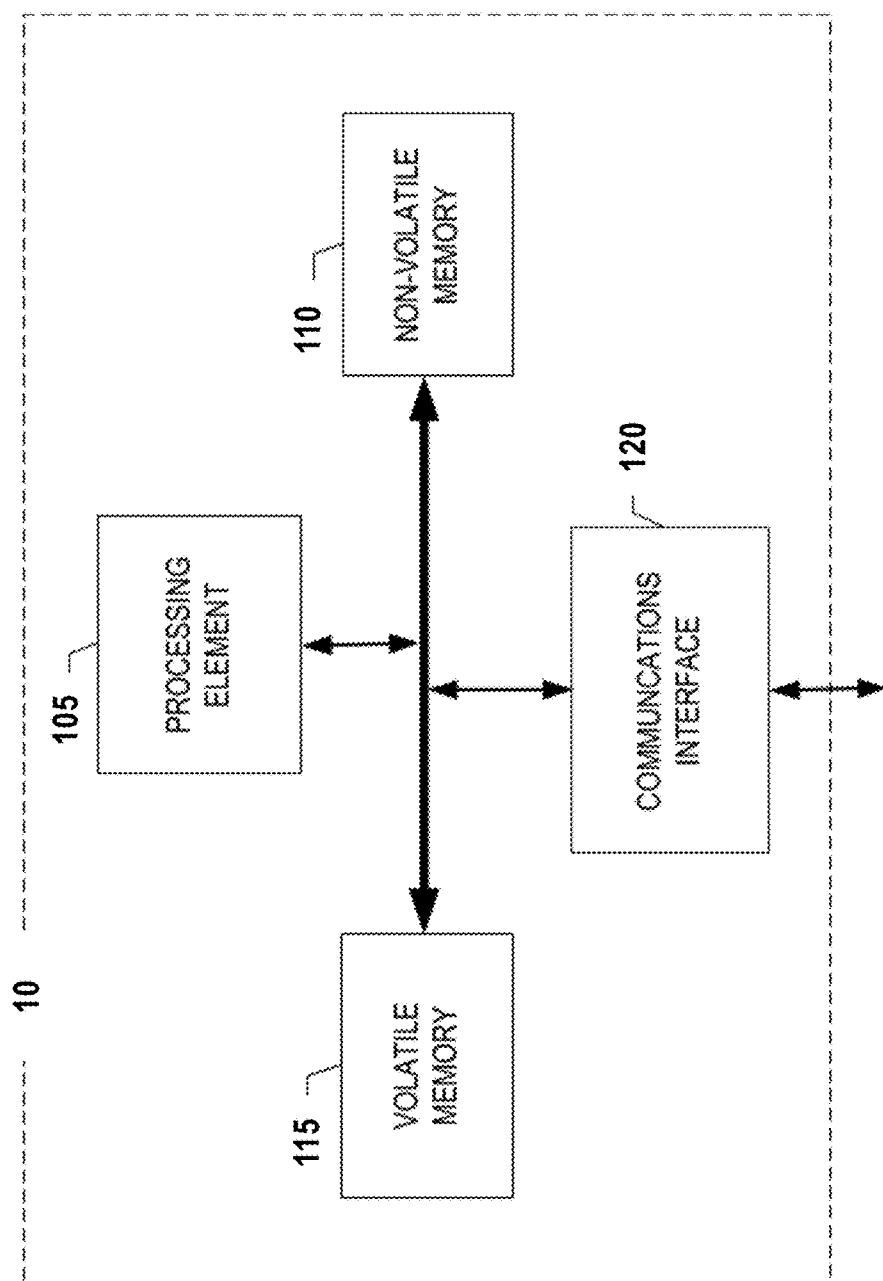 10
105
PROCESSING
ELEMENT
115
VOLATILE
MEMORY
110
NON-VOLATILE
MEMORY
120
COMMUNCATIONS
INTERFACE